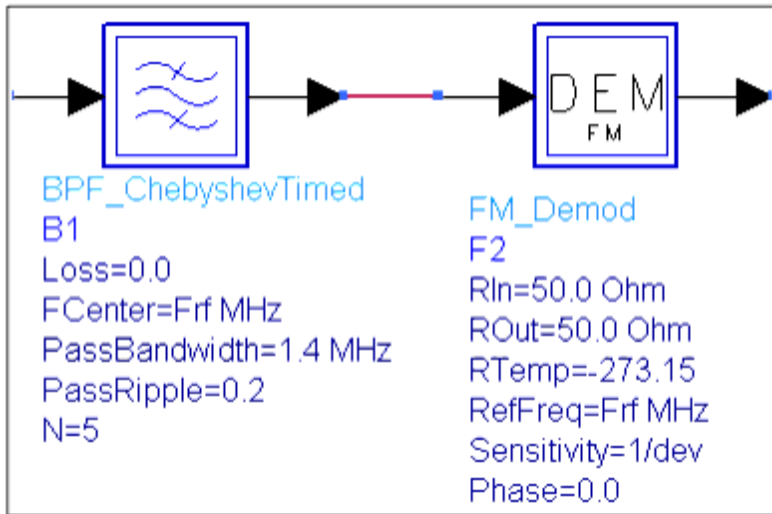 DEM
FM
BPF_ChebyshevTimed
B1
Loss=0.0
FCenter=Frf MHz
PassBandwidth=1.4 MHz
PassRipple=0.2
N=5
FM_Demod
F2
RIn=50.0 Ohm
ROut=50.0 Ohm
RTemp=-273.15
RefFreq=Frf MHz
Sensitivity=1/dev
Phase=0.0